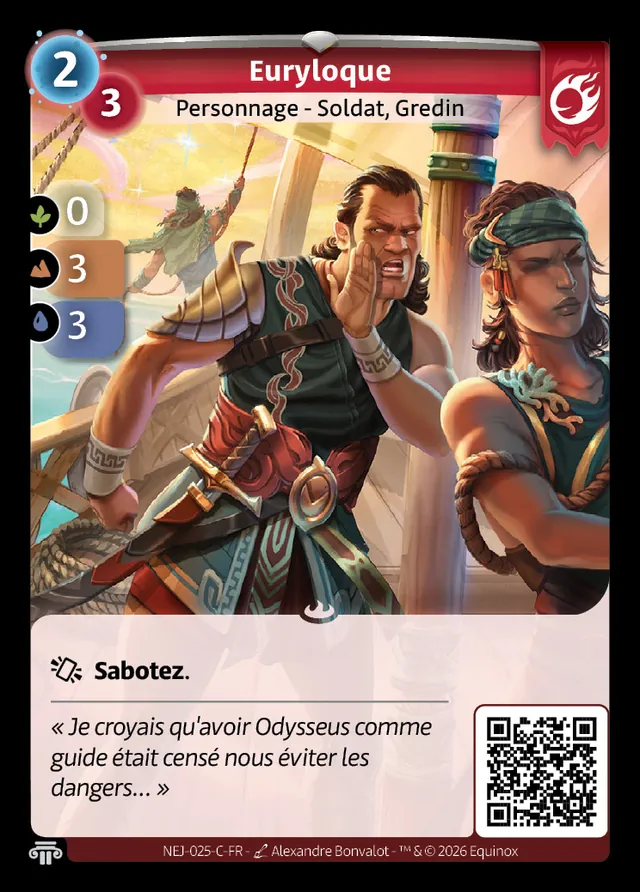 2
Euryloque
3
Personnage - Soldat, Gredin
0
3
3
Sabotez.
« Je croyais qu'avoir Odysseus comme
guide était censé nous éviter les
dangers... »
NEJ-025-C-FR - Alexandre Bonvalot - ™ & © 2026 Equinox